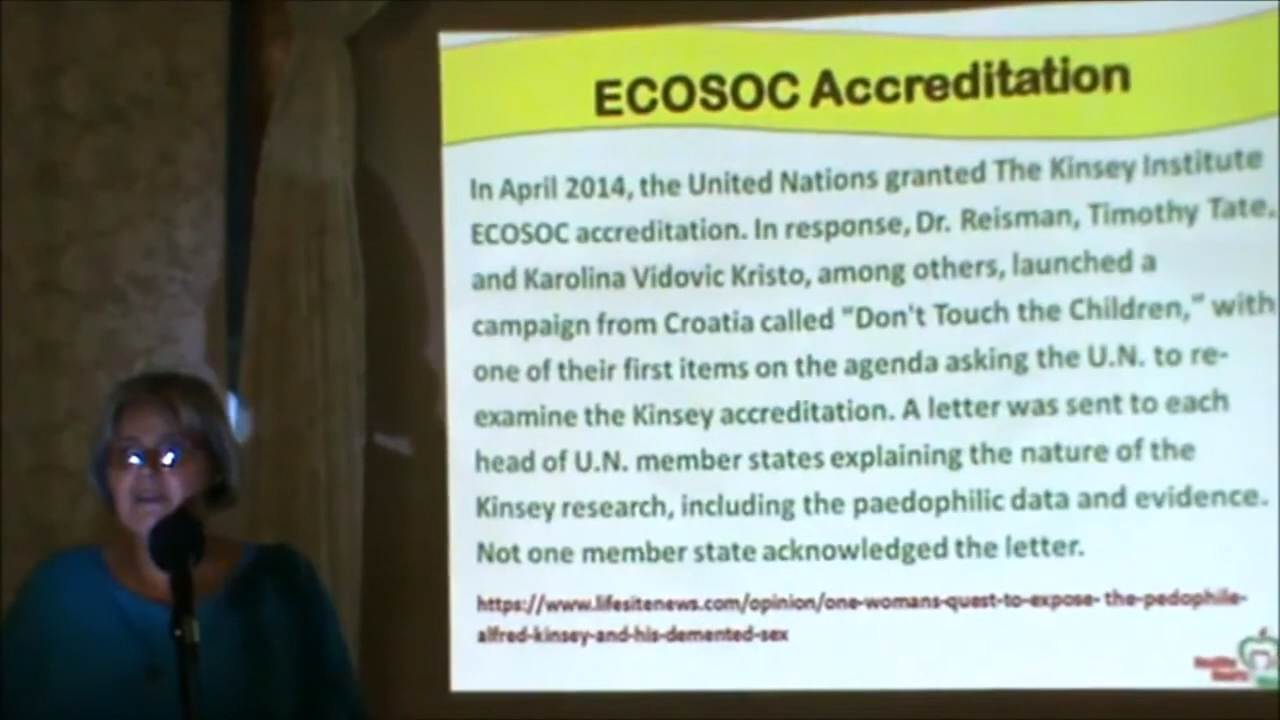 ECOSOC Accreditation
In April 2014, the United Nations granted The Kinsey Institute
ECOSOC accreditation. In response, Dr. Reisman, Timothy Tate,
and Karolina Vidovic Kristo, among others, launched a
campaign from Croatia called "Don't Touch the Children," with
one of their first items on the agenda asking the U.N. to re-
examine the Kinsey accreditation. A letter was sent to each
head of U.N. member states explaining the nature of the
Kinsey research, including the paedophilic data and evidence.
Not one member state acknowledged the letter.
https://www.lifesitenews.com/opinion/one-womans-quest-to-expose- the-pedophile-
alfred-kinsey-and-his-demented-sex